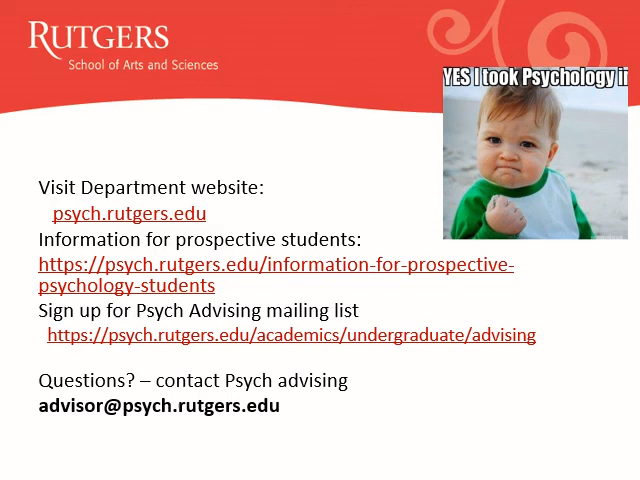 RUTGERS
School of Arts and Sciences
YES I took Psychology
Visit Department website:
psych.rutgers.edu
Information for prospective students:
https://psych.rutgers.edu/information-for-prospective-
psychology-students
Sign up for Psych Advising mailing list
https://psych.rutgers.edu/academics/undergraduate/advising
Questions? – contact Psych advising
advisor@psych.rutgers.edu